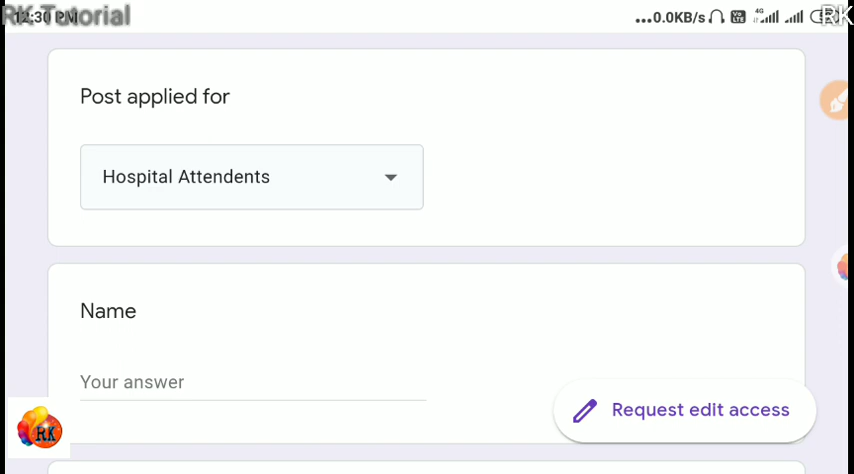 RK Tutorial
12:30 PM
...0.0KB/s 4G
RK
Post applied for
Hospital Attendents
Name
Your answer
Request edit access
RK